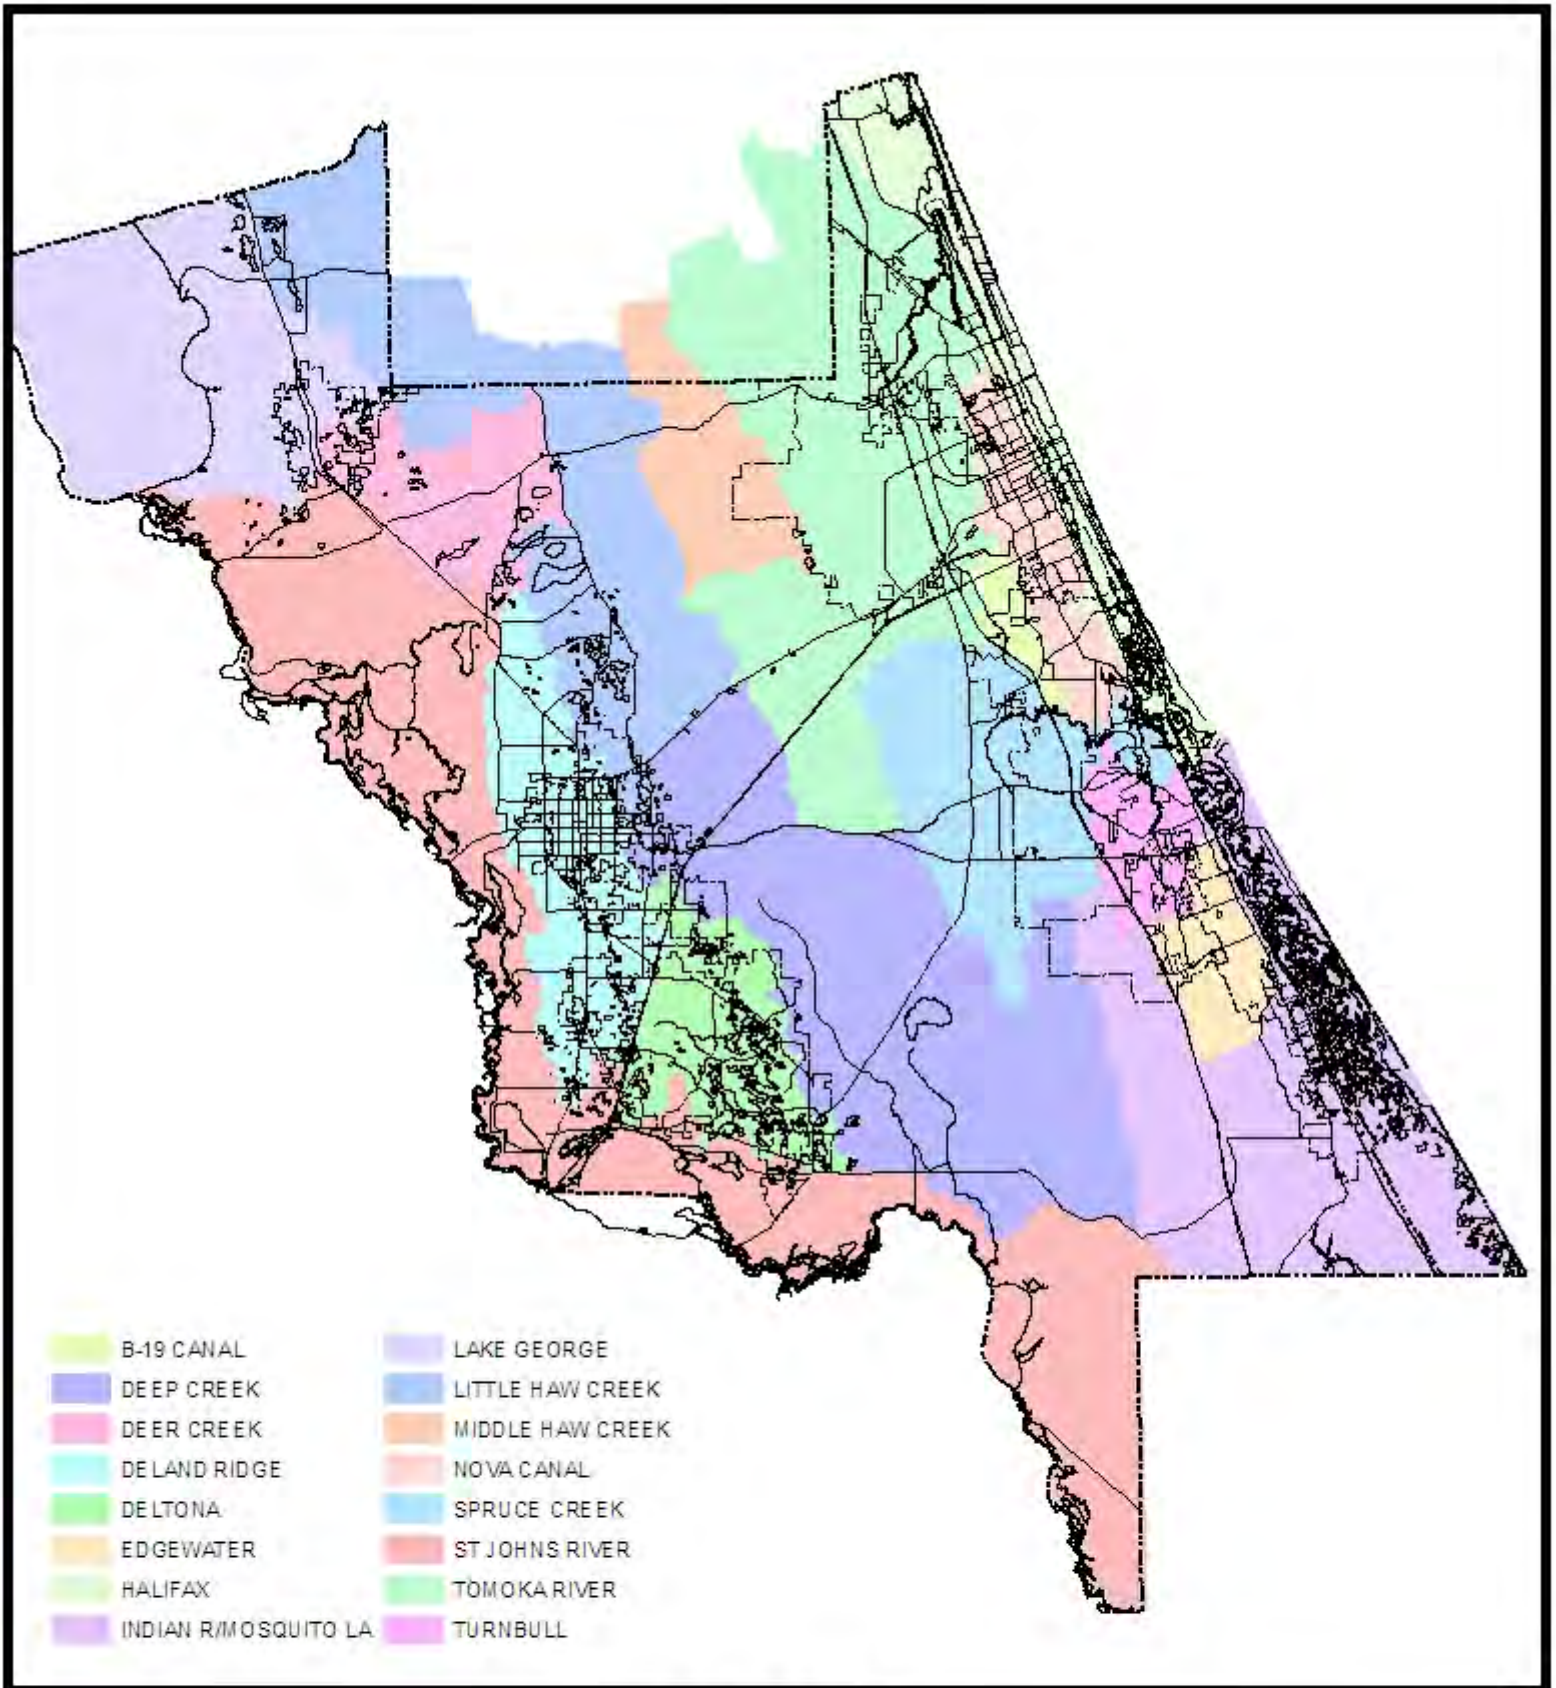 B-19 CANAL
DEEP CREEK
DEER CREEK
DELAND RIDGE
DELTONA
EDGEWATER
HALIFAX
INDIAN R/MOSQUITO LA
LAKE GEORGE
LITTLE HAW CREEK
MIDDLE HAW CREEK
NOVA CANAL
SPRUCE CREEK
ST JOHNS RIVER
TOMOKA RIVER
TURNBULL